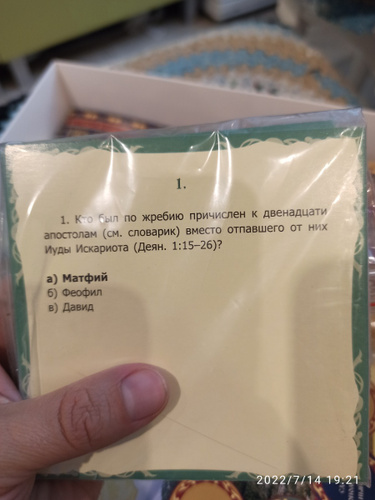 1.
1. Кто был по жребию причислен к двенадцати
апостолам (см. словарик) вместо отпавшего от них
Иуды Искариота (Деян. 1:15–26)?
а) Матфий
б) Феофил
в) Давид
2022/7/14 19:21